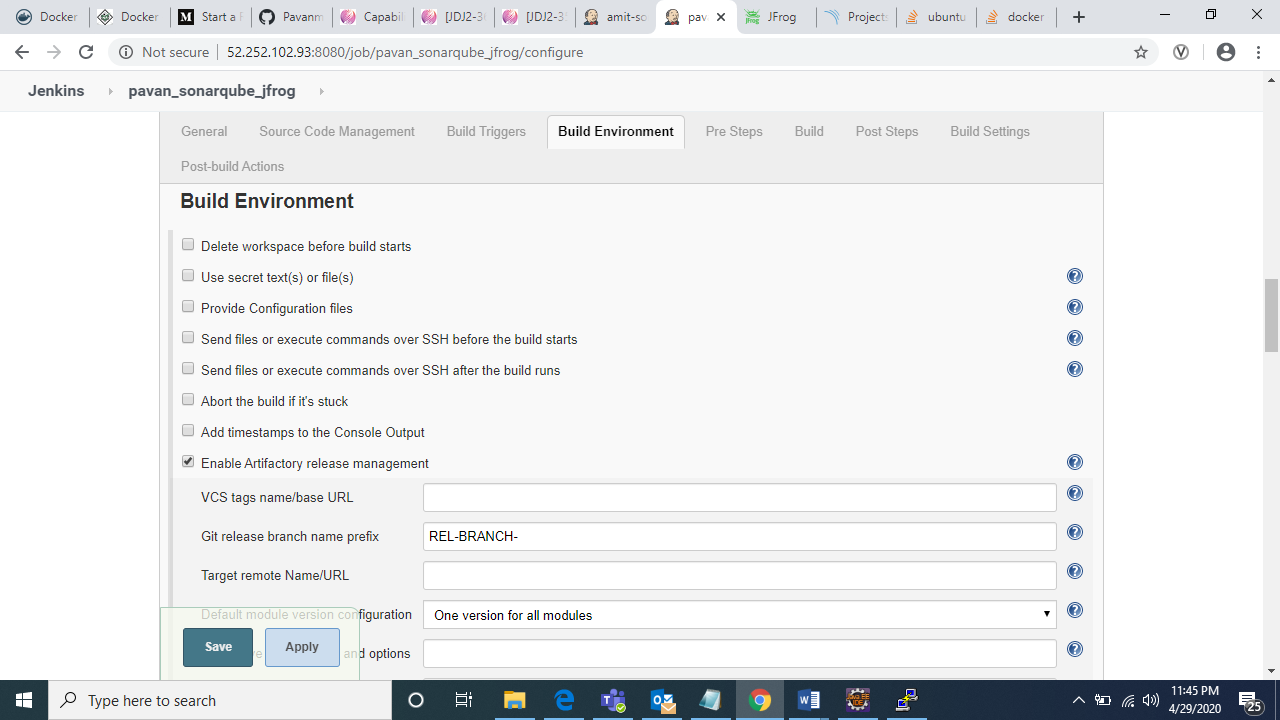 Docker
Docker
Start a F
Pavanm
Capabil
[JDJ2-3
[JDJ2-3
amit-so
pav
JFrog
Project
ubuntu
docker
Not secure
52.252.102.93:8080/job/pavan_sonarqube_jfrog/configure
Jenkins
pavan_sonarqube_jfrog
General
Source Code Management
Build Triggers
Build Environment
Pre Steps
Build
Post Steps
Build Settings
Post-build Actions
Build Environment
Delete workspace before build starts
Use secret text(s) or file(s)
Provide Configuration files
Send files or execute commands over SSH before the build starts
Send files or execute commands over SSH after the build runs
Abort the build if it's stuck
Add timestamps to the Console Output
Enable Artifactory release management
VCS tags name/base URL
Git release branch name prefix
REL-BRANCH-
Target remote Name/URL
Default module version configuration
One version for all modules
and options
Save
Apply
Type here to search
11:45 PM
4/29/2020
25